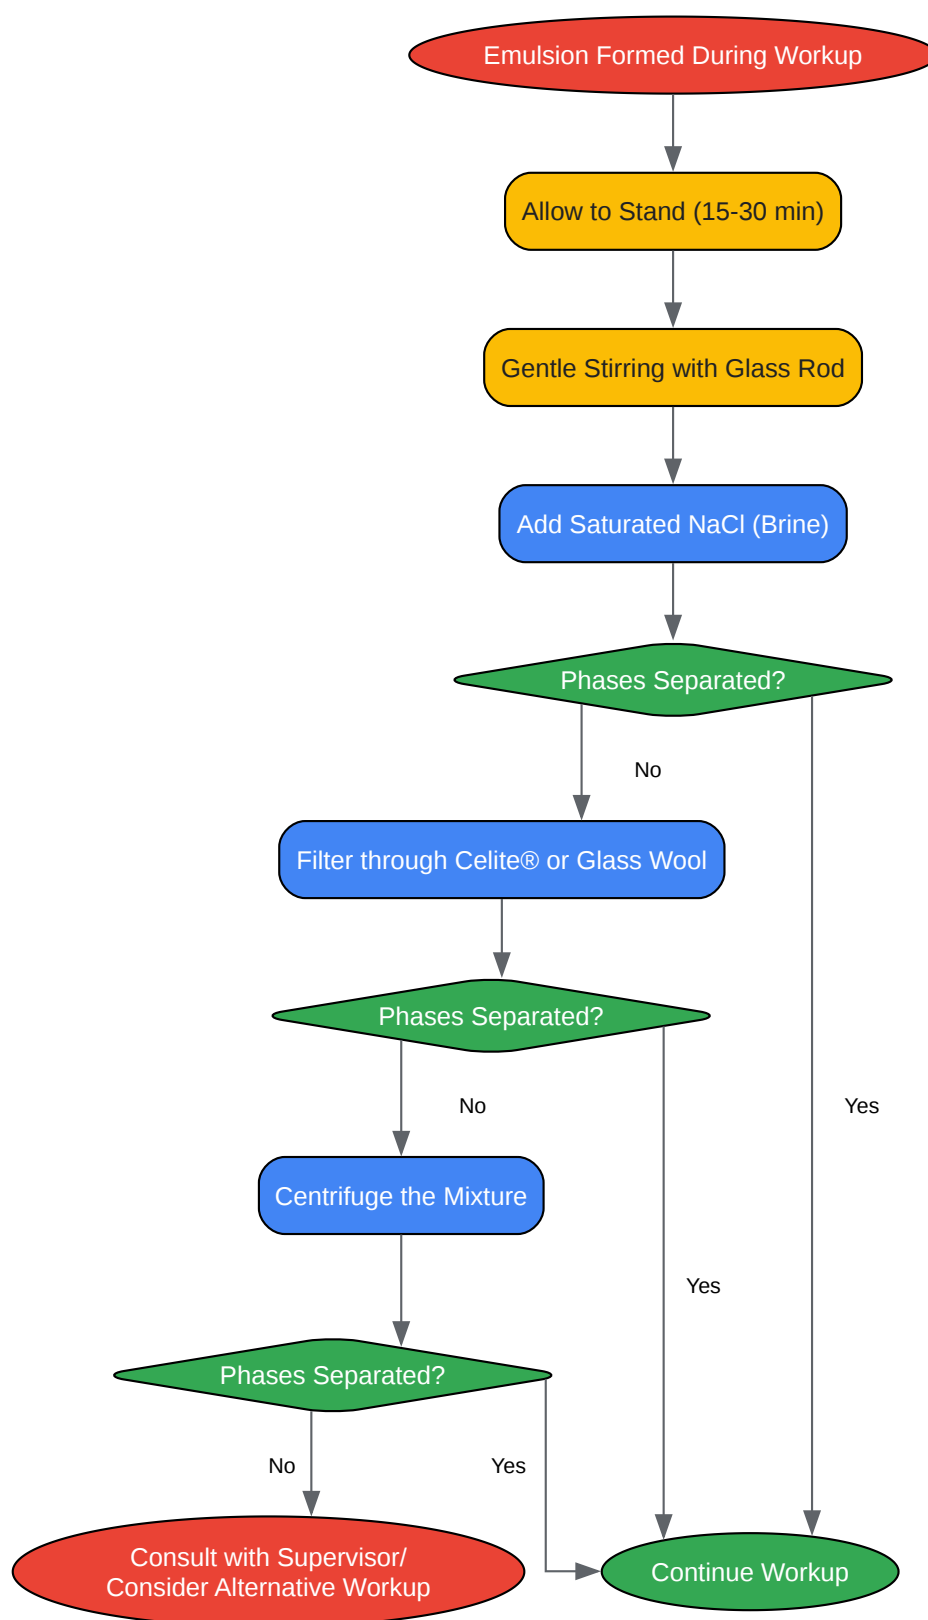 Emulsion Formed During Workup
Allow to Stand (15-30 min)
Gentle Stirring with Glass Rod
Add Saturated NaCl (Brine)
Phases Separated?
No
Filter through Celite® or Glass Wool
Phases Separated?
No
Yes
Centrifuge the Mixture
Yes
Phases Separated?
No
Yes
Consult with Supervisor/
Consider Alternative Workup
Continue Workup